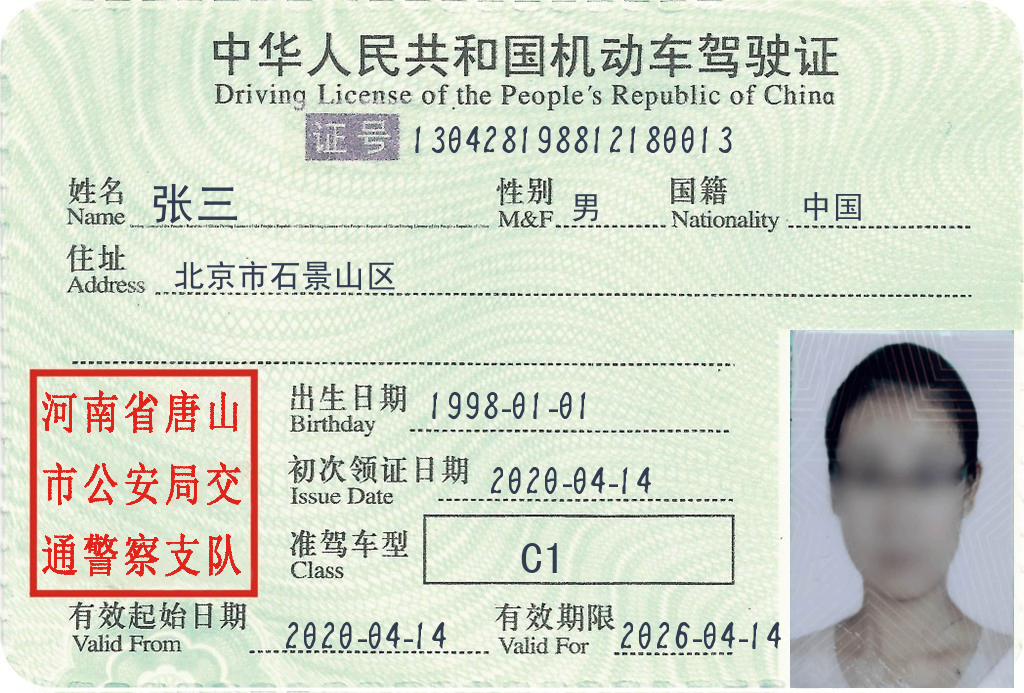 中华人民共和国机动车驾驶证
Driving License of the People's Republic of China
证号 130428198812180013
姓名 张三 性别 男 国籍 中国
Name M&F Nationality
住址 北京市石景山区
Address
河南省唐山
市公安局交
通警察支队
出生日期 1998-01-01
Birthday
初次领证日期 2020-04-14
Issue Date
准驾车型 C1
Class
有效起始日期 2020-04-14 有效期限 2026-04-14
Valid From Valid For